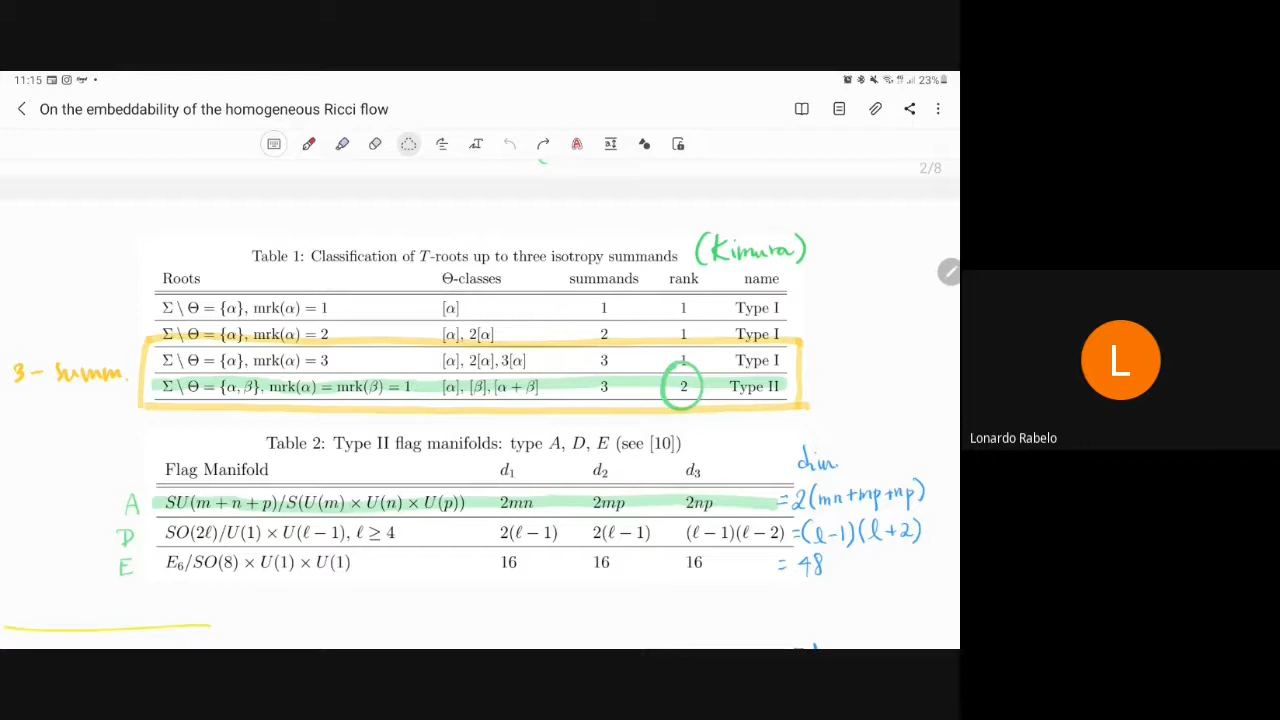 11:15 23%
On the embeddability of the homogeneous Ricci flow
2/8
Table 1: Classification of T-roots up to three isotropy summands (Kimura)
Roots Θ-classes summands rank name
Σ \ Θ = {α}, mrk(α) = 1 [α] 1 1 Type I
Σ \ Θ = {α}, mrk(α) = 2 [α], 2[α] 2 1 Type I
3-summ. Σ \ Θ = {α}, mrk(α) = 3 [α], 2[α], 3[α] 3 1 Type I
Σ \ Θ = {α, β}, mrk(α) = mrk(β) = 1 [α], [β], [α + β] 3 2 Type II
Table 2: Type II flag manifolds: type A, D, E (see [10])
Flag Manifold d₁ d₂ d₃ dim.
A SU(m + n + p)/S(U(m) × U(n) × U(p)) 2mn 2mp 2np = 2(mn+mp+np)
D SO(2ℓ)/U(1) × U(ℓ − 1), ℓ ≥ 4 2(ℓ − 1) 2(ℓ − 1) (ℓ − 1)(ℓ − 2) = (ℓ-1)(ℓ+2)
E E₆/SO(8) × U(1) × U(1) 16 16 16 = 48
L
Lonardo Rabelo